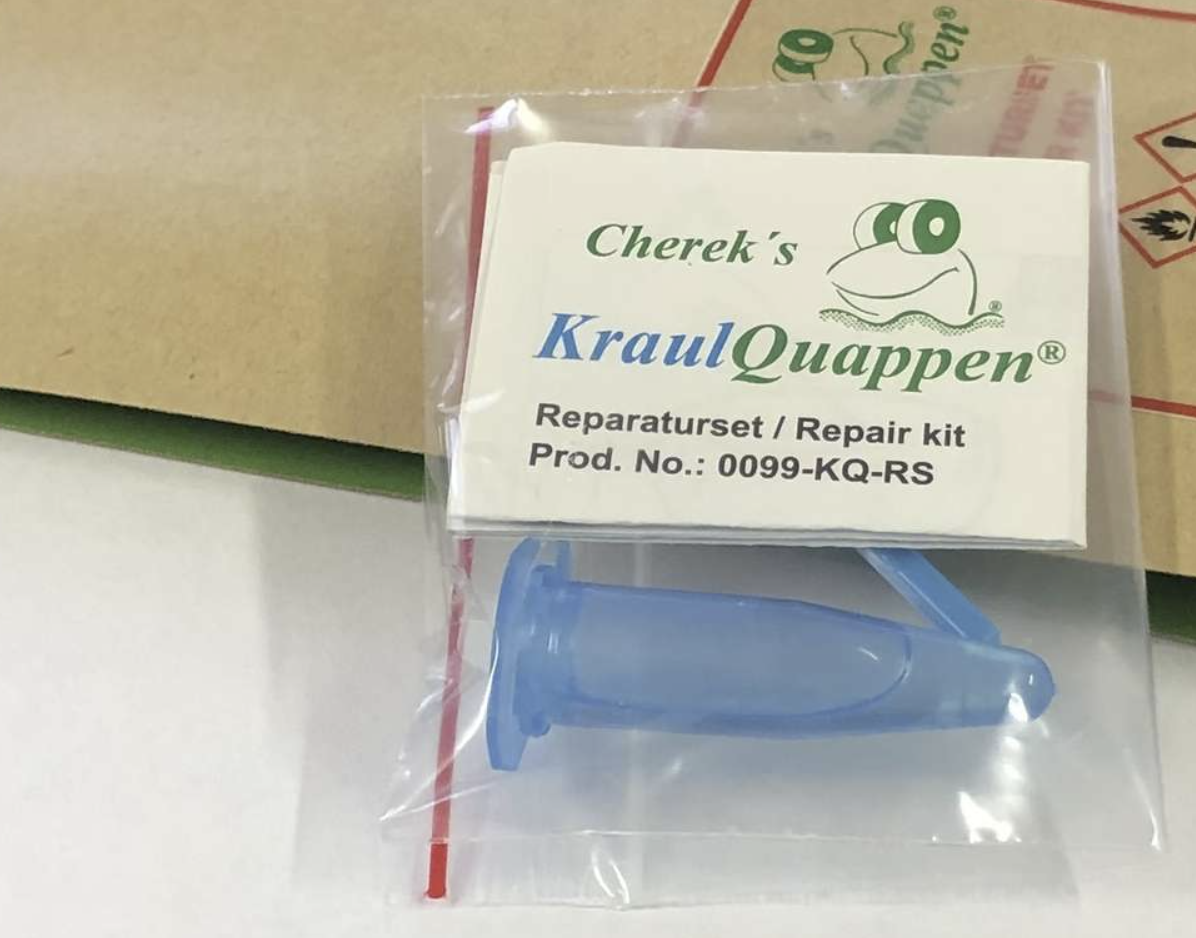 Cherek´s
KraulQuappen®
Reparaturset / Repair kit
Prod. No.: 0099-KQ-RS